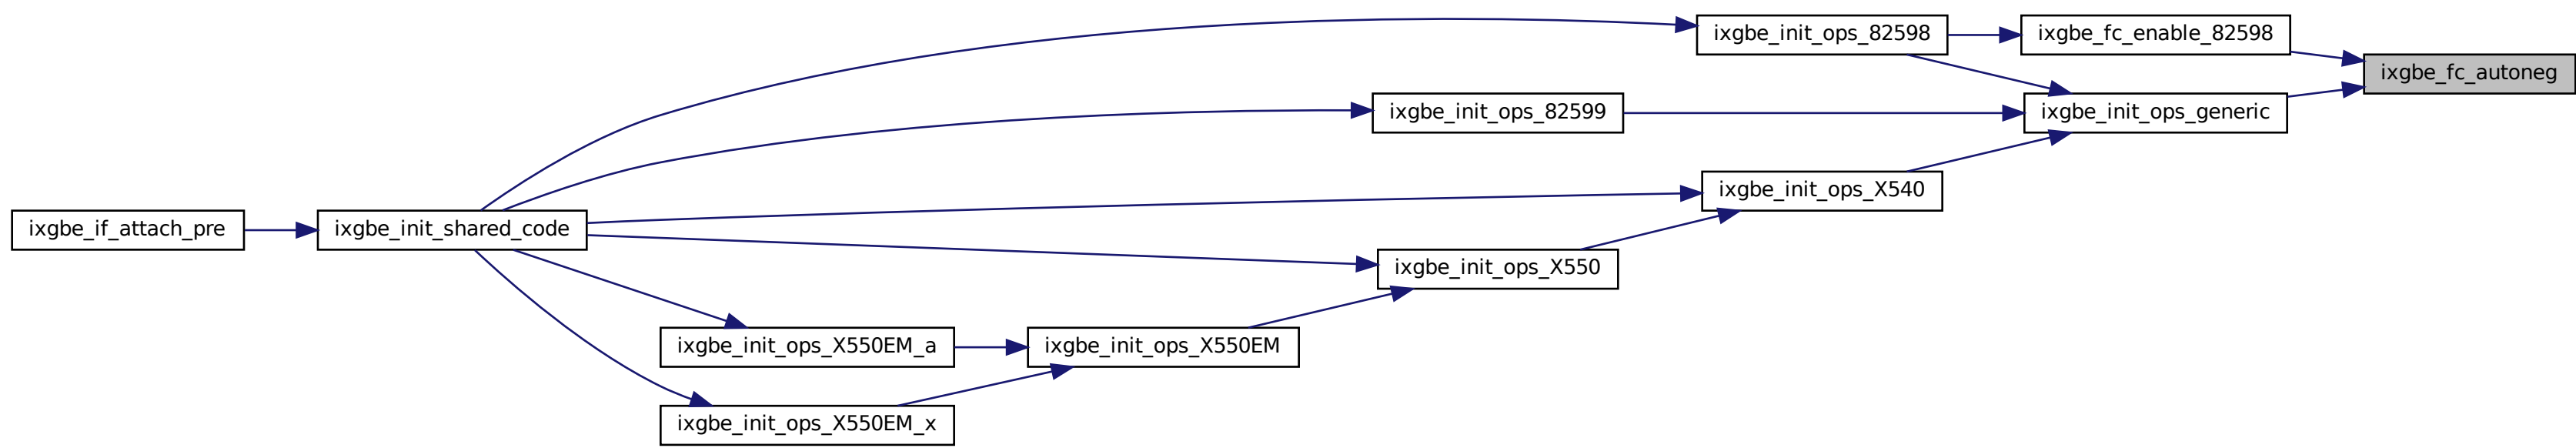 ixgbe_init_ops_82598
ixgbe_fc_enable_82598
ixgbe_fc_autoneg
ixgbe_init_ops_82599
ixgbe_init_ops_generic
ixgbe_init_ops_X540
ixgbe_if_attach_pre
ixgbe_init_shared_code
ixgbe_init_ops_X550
ixgbe_init_ops_X550EM_a
ixgbe_init_ops_X550EM
ixgbe_init_ops_X550EM_x